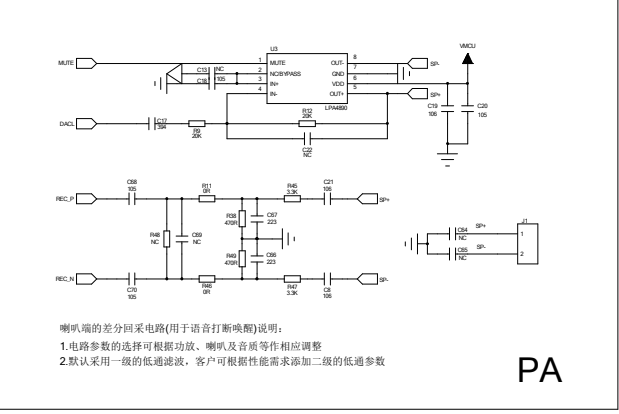 U3
VMCU
MUTE
C13
NC
C18
105
1
MUTE
OUT-
8
SP-
2
NC/BYPASS
GND
7
3
IN+
VDD
6
4
IN-
OUT+
5
SP+
LPA4890
C19
106
C20
105
DACL
C17
394
R9
20K
R12
20K
C22
NC
REC_P
C68
105
R11
0R
R45
3.3K
C21
106
SP+
R48
NC
C69
NC
R38
470R
C67
223
R49
470R
C66
223
REC_N
C70
105
R46
0R
R47
3.3K
C8
106
SP-
J1
C64
NC
SP+
1
C65
NC
SP-
2
喇叭端的差分回采电路(用于语音打断唤醒)说明:
1.电路参数的选择可根据功放、喇叭及音质等作相应调整
2.默认采用一级的低通滤波，客户可根据性能需求添加二级的低通参数
PA